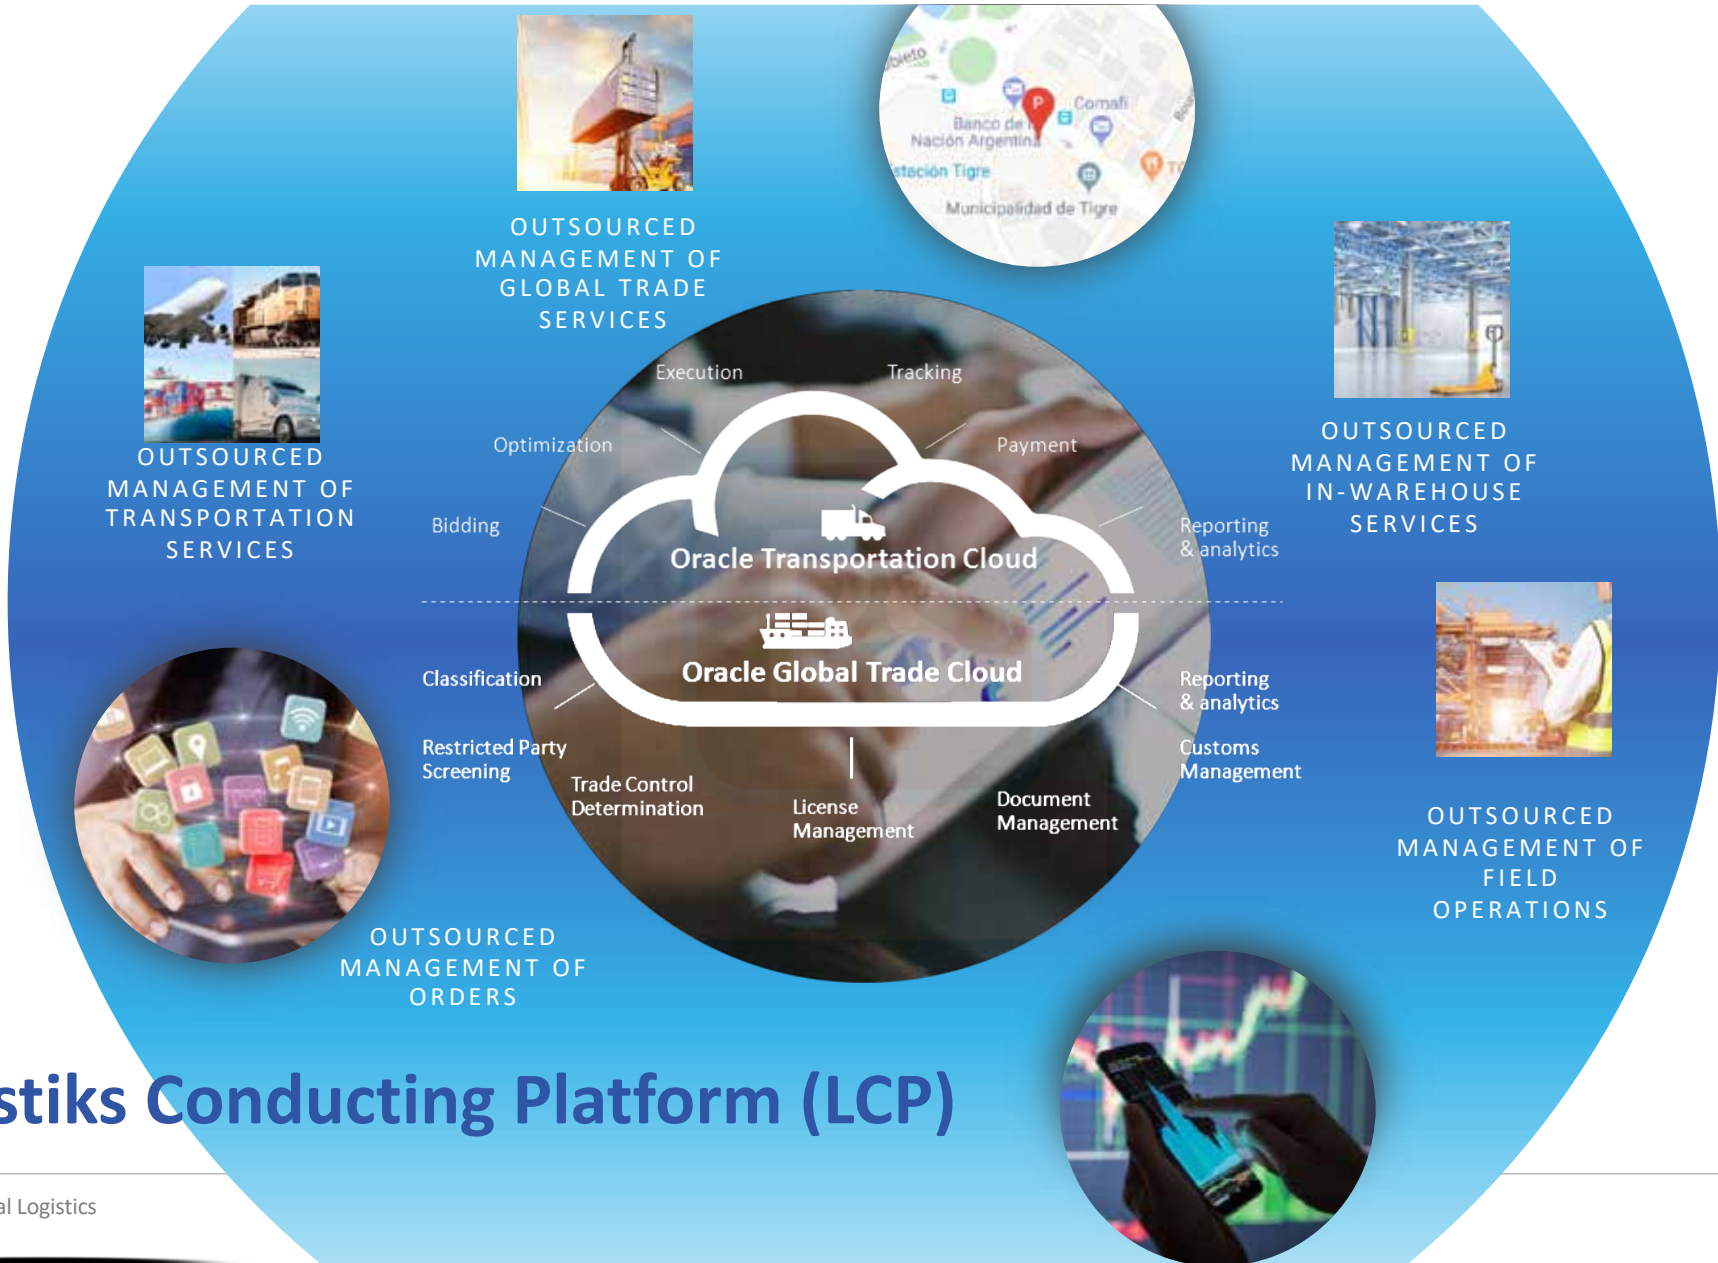 Comafi
Banco de
Nación Argentina
Municipalidad de Tigre
OUTSOURCED
MANAGEMENT OF
GLOBAL TRADE
SERVICES
OUTSOURCED
MANAGEMENT OF
TRANSPORTATION
SERVICES
OUTSOURCED
MANAGEMENT OF
IN-WAREHOUSE
SERVICES
Execution
Tracking
Optimization
Payment
Bidding
Reporting
& analytics
Oracle Transportation Cloud
Oracle Global Trade Cloud
Classification
Reporting
& analytics
Restricted Party
Screening
Customs
Management
Trade Control
Determination
License
Management
Document
Management
OUTSOURCED
MANAGEMENT OF
FIELD
OPERATIONS
OUTSOURCED
MANAGEMENT OF
ORDERS
stiks Conducting Platform (LCP)
al Logistics